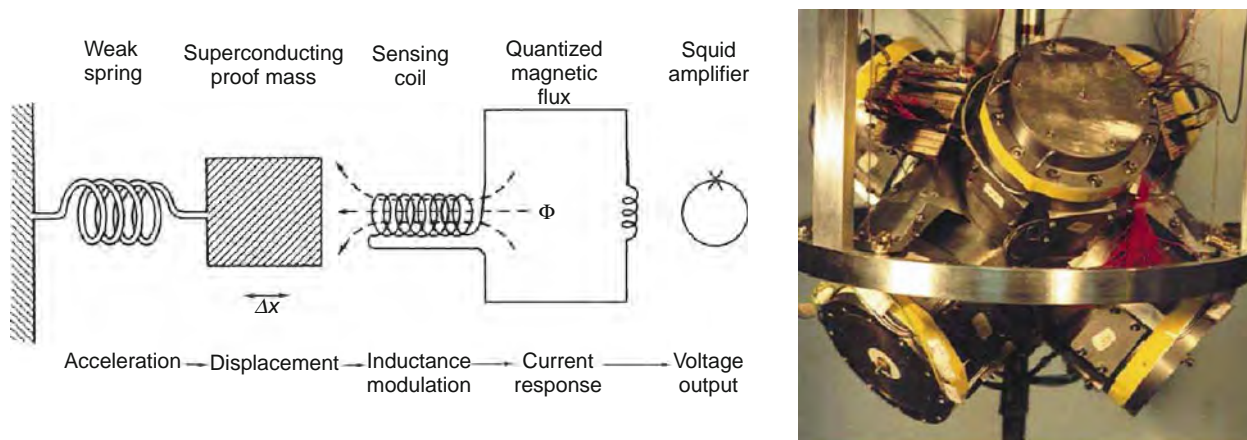 Weak
spring
Superconducting
proof mass
Sensing
coil
Quantized
magnetic
flux
Squid
amplifier
Φ
Δx
Acceleration
Displacement
Inductance
modulation
Current
response
Voltage
output